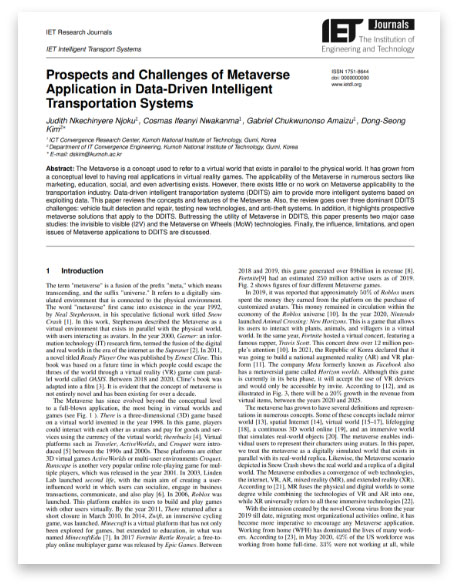 IET Research Journals
IET Intelligent Transport Systems
IET Journals
The Institution of
Engineering and Technology
Prospects and Challenges of Metaverse
Application in Data-Driven Intelligent
Transportation Systems
ISSN 1751-8644
doi: 0000000000
www.ietdl.org
Judith Nkechinyere Njoku¹, Cosmas Ifeanyi Nwakanma¹, Gabriel Chukwunonso Amaizu¹, Dong-Seong
Kim²*
¹ ICT Convergence Research Center, Kumoh National Institute of Technology, Gumi, Korea
² Department of IT Convergence Engineering, Kumoh National Institute of Technology, Gumi, Korea
* E-mail: dskim@kumoh.ac.kr
Abstract: The Metaverse is a concept used to refer to a virtual world that exists in parallel to the physical world. It has grown from
a conceptual level to having real applications in virtual reality games. The applicability of the Metaverse in numerous sectors like
marketing, education, social, and even advertising exists. However, there exists little or no work on Metaverse applicability to the
transportation industry. Data-driven intelligent transportation systems (DDITS) aim to provide more intelligent systems based on
exploiting data. This paper reviews the concepts and features of the Metaverse. Also, the review goes over three prominent DDITS
challenges: vehicle fault detection and repair, testing new technologies, and anti-theft systems. In addition, it highlights prospective
metaverse solutions that apply to the DDITS. Buttressing the utility of Metaverse in DDITS, this paper presents two major case
studies: the invisible to visible (I2V) and the Metaverse on Wheels (MoW) technologies. Finally, the influence, limitations, and open
issues of Metaverse applications to DDITS are discussed.
1 Introduction
The term "metaverse" is a fusion of the prefix "meta," which means
transcending, and the suffix "universe." It refers to a digitally sim-
ulated environment that is connected to the physical environment.
The word "metaverse" first came into existence in the year 1992,
by Neal Stephenson, in his speculative fiction work titled Snow
Crash [1]. In this work, Stephenson described the Metaverse as a
virtual environment that exists in parallel with the physical world,
with users interacting as avatars. In the year 2000, Garner: an infor-
mation technology (IT) research firm, termed the fusion of the digital
and real worlds in the era of internet as the Supranet [2]. In 2011,
a novel titled Ready Player One was published by Ernest Cline. This
book was based on a future time in which people could escape the
horrors of the world through a virtual reality (VR) game cum paral-
lel world called OASIS. Between 2018 and 2020, Cline's book was
adapted into a film [3]. It is evident that the concept of metaverse is
not entirely novel and has been existing for over a decade.
The Metaverse has since evolved beyond the conceptual level
to a full-blown application, the most being in virtual worlds and
games (see Fig. 1 ). There is a three-dimensional (3D) game based
on a virtual world invented in the year 1998. In this game, players
could interact with each other as avatars and pay for goods and ser-
vices using the currency of the virtual world; therebucks [4]. Virtual
platforms such as Traveler, ActiveWorlds, and Croquet were intro-
duced [5] between the 1990s and 2000s. These platforms are either
3D virtual games ActiveWorlds or multi-user environments Croquet.
Runscape is another very popular online role-playing game for mul-
tiple players, which was released in the year 2001. In 2003, Linden
Lab launched second life, with the main aim of creating a user-
influenced world in which users can socialize, engage in business
transactions, communicate, and also play [6]. In 2006, Roblox was
launched. This platform enables its users to build and play games
with other users virtually. By the year 2011, There returned after a
short closure in March 2010. In 2014, Zwift, an immersive cycling
game, was launched. Minecraft is a virtual platform that has not only
been explored for games, but extended to education, in what was
named MinecraftEdu [7]. In 2017 Fortnite Battle Royale; a free-to-
play online multiplayer game was released by Epic Games. Between
2018 and 2019, this game generated over $9billion in revenue [8].
Fortnite[9] had an estimated 250 million active users as of 2019.
Fig. 2 shows figures of four different Metaverse games.
In 2019, it was reported that approximately 50% of Roblox users
spent the money they earned from the platform on the purchase of
customized avatars. This money remained in circulation within the
economy of the Roblox universe [10]. In the year 2020, Nintendo
launched Animal Crossing: New Horizons. This is a game that allows
its users to interact with plants, animals, and villagers in a virtual
world. In the same year, Fortnite hosted a virtual concert, featuring a
famous rapper, Travis Scott. This concert drew over 12 million peo-
ple's attention [10]. In 2021, the Republic of Korea declared that it
was going to build a national augmented reality (AR) and VR plat-
form [11]. The company Meta formerly known as Facebook also
has a metaversal game called Horizon worlds. Although this game
is currently in its beta phase, it will accept the use of VR devices
and would only be accessible by invite. According to [12], and as
illustrated in Fig. 3, there will be a 20% growth in the revenue from
virtual items, between the years 2020 and 2025.
The metaverse has grown to have several definitions and represen-
tations in numerous concepts. Some of these concepts include mirror
world [13], spatial Internet [14], virtual world [15–17], lifelogging
[18], a continuous 3D world online [19], and an immersive world
that simulates real-world objects [20]. The metaverse enables indi-
vidual users to represent their characters using avatars. In this paper,
we treat the metaverse as a digitally simulated world that exists in
parallel with its real-world replica. Likewise, the Metaverse scenario
depicted in Snow Crash shows the real world and a replica of a digital
world. The Metaverse embodies a convergence of web technologies,
the internet, VR, AR, mixed reality (MR), and extended reality (XR).
According to [21], MR fuses the physical and digital worlds to some
degree while combining the technologies of VR and AR into one,
while XR universally refers to all these immersive technologies [22].
With the intrusion created by the novel Corona virus from the year
2019 till date, migrating most organizational activities online, it has
become more imperative to encourage any Metaverse application.
Working from home (WFH) has dominated the lives of many work-
ers. According to [23], in May 2020, 42% of the US workforce was
working from home full-time. 33% were not working at all, while